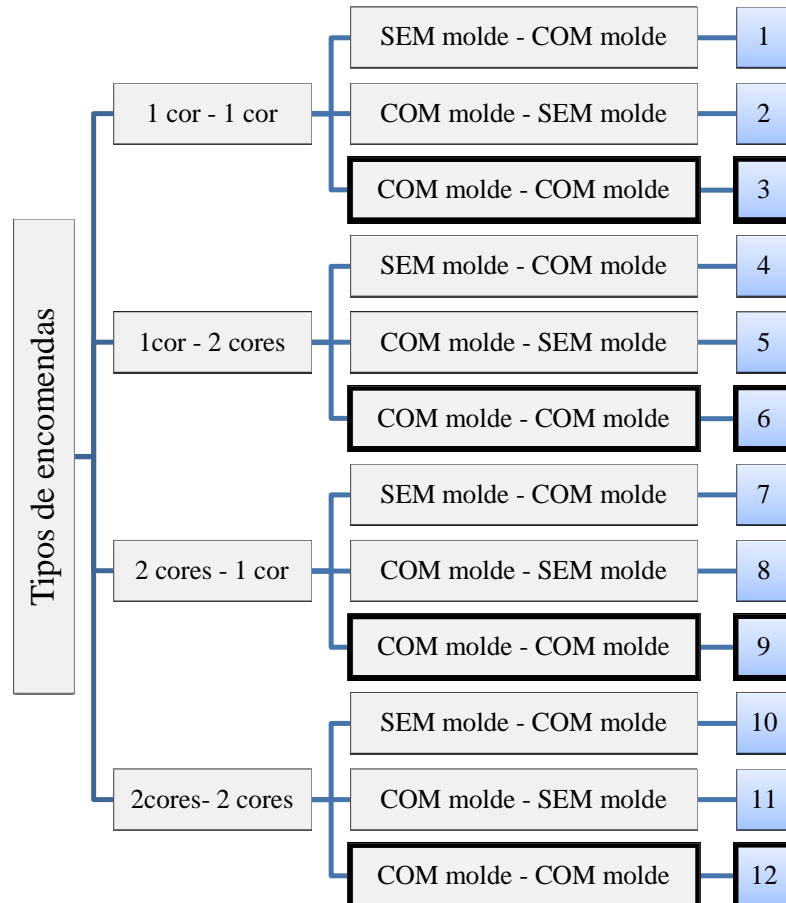 Tipos de encomendas
1 cor - 1 cor
SEM molde - COM molde
1
COM molde - SEM molde
2
COM molde - COM molde
3
1cor - 2 cores
SEM molde - COM molde
4
COM molde - SEM molde
5
COM molde - COM molde
6
2 cores - 1 cor
SEM molde - COM molde
7
COM molde - SEM molde
8
COM molde - COM molde
9
2cores- 2 cores
SEM molde - COM molde
10
COM molde - SEM molde
11
COM molde - COM molde
12